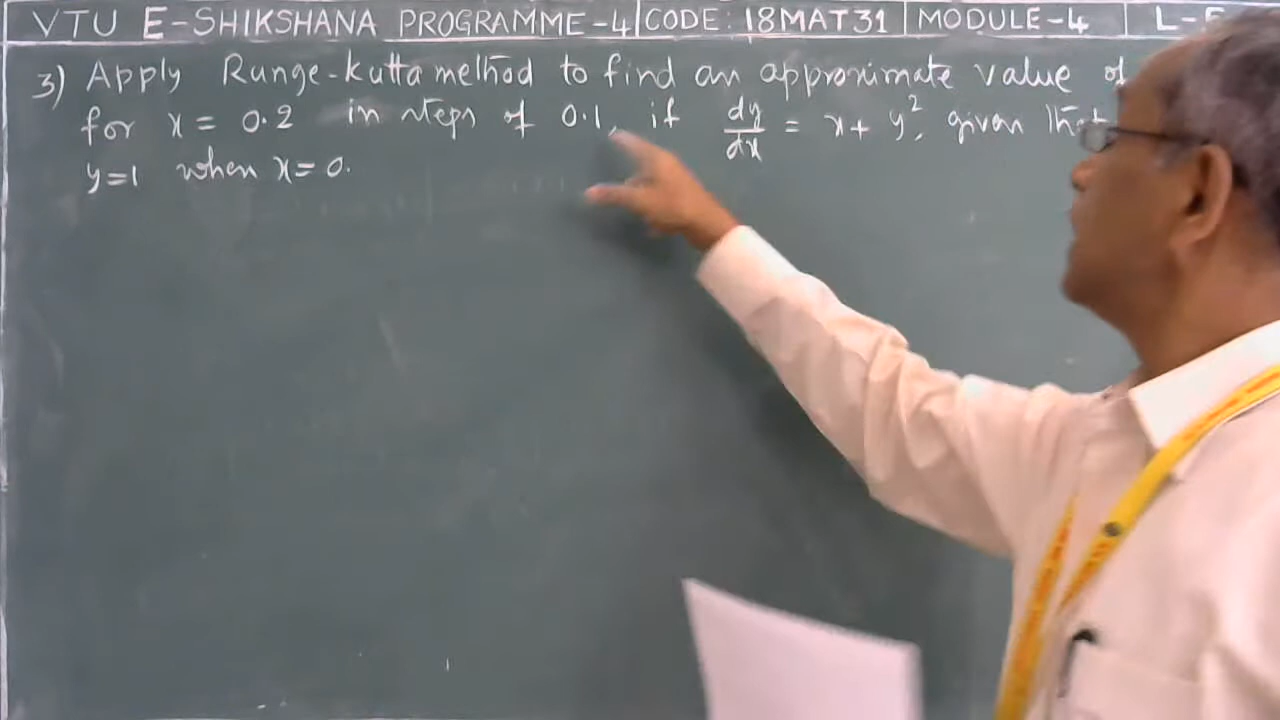 VTU E-SHIKSHANA PROGRAMME-4 | CODE: 18MAT31 | MODULE-4 | L-
3) Apply Runge-Kutta method to find an approximate value of
for x = 0.2 in steps of 0.1, if dy/dx = x + y², given that
y=1 when x=0.